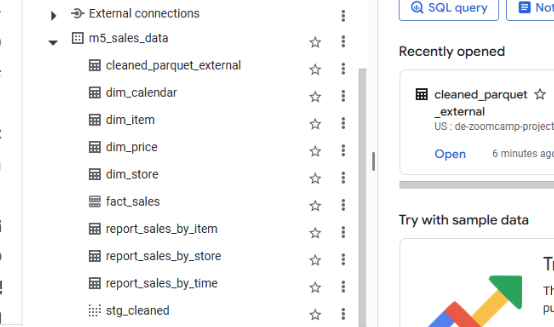 External connections
m5_sales_data
cleaned_parquet_external
dim_calendar
dim_item
dim_price
dim_store
fact_sales
report_sales_by_item
report_sales_by_store
report_sales_by_time
stg_cleaned
SQL query
Not
Recently opened
cleaned_parquet
_external
US : de-zoomcamp-project
Open
6 minutes ago
Try with sample data
T
Th
pu